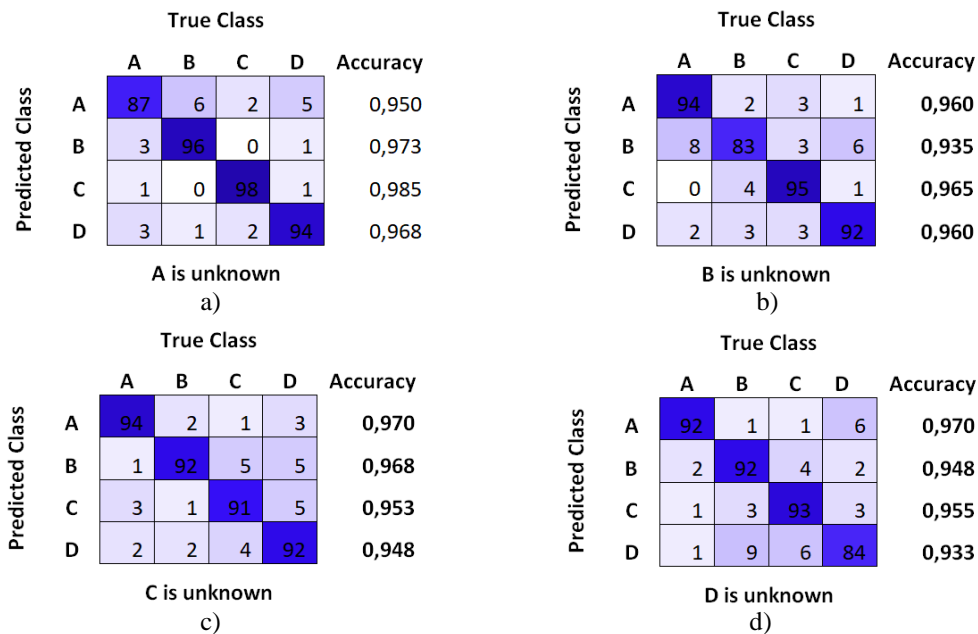 True Class
A B C D Accuracy
Predicted Class
A 87 6 2 5 0,950
B 3 96 0 1 0,973
C 1 0 98 1 0,985
D 3 1 2 94 0,968
A is unknown
a)
True Class
A B C D Accuracy
Predicted Class
A 94 2 3 1 0,960
B 8 83 3 6 0,935
C 0 4 95 1 0,965
D 2 3 3 92 0,960
B is unknown
b)
True Class
A B C D Accuracy
Predicted Class
A 94 2 1 3 0,970
B 1 92 5 5 0,968
C 3 1 91 5 0,953
D 2 2 4 92 0,948
C is unknown
c)
True Class
A B C D Accuracy
Predicted Class
A 92 1 1 6 0,970
B 2 92 4 2 0,948
C 1 3 93 3 0,955
D 1 9 6 84 0,933
D is unknown
d)